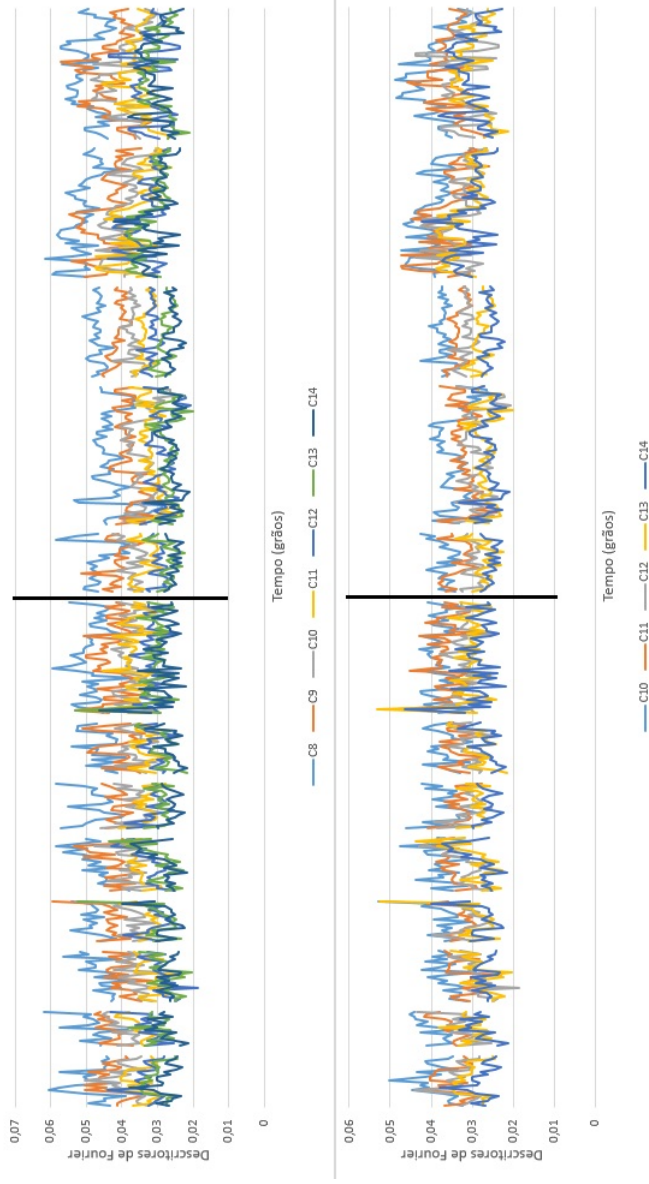 Descritores de Fourier
0,07
0,06
0,05
0,04
0,03
0,02
0,01
0
Tempo (grãos)
C8 C9 C10 C11 C12 C13 C14
Descritores de Fourier
0,06
0,05
0,04
0,03
0,02
0,01
0
Tempo (grãos)
C10 C11 C12 C13 C14